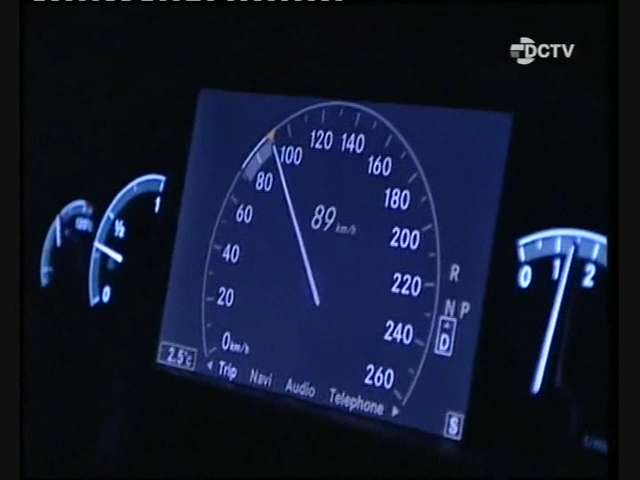 DCTV
120 140
100 160
80 180
60 89 km/h 200
40 220 R
20 240 N P
0 km/h 260 D
2.5°C
Trip Navi Audio Telephone
S
1
½
0
0 1 2